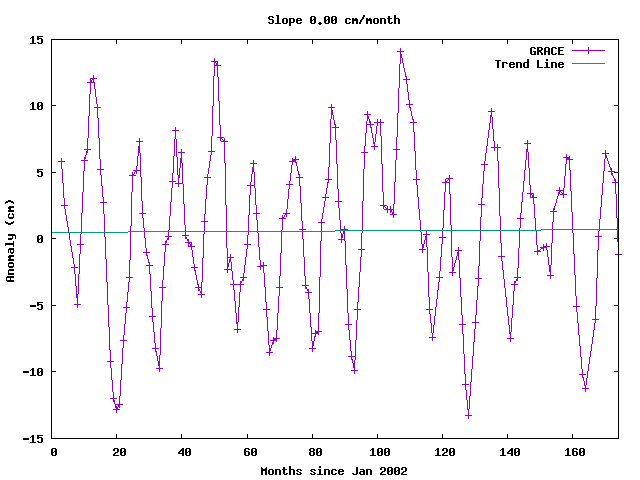 Slope 0.00 cm/month
GRACE
Trend Line
15
10
5
0
-5
-10
-15
Anomaly (cm)
0 20 40 60 80 100 120 140 160
Months since Jan 2002